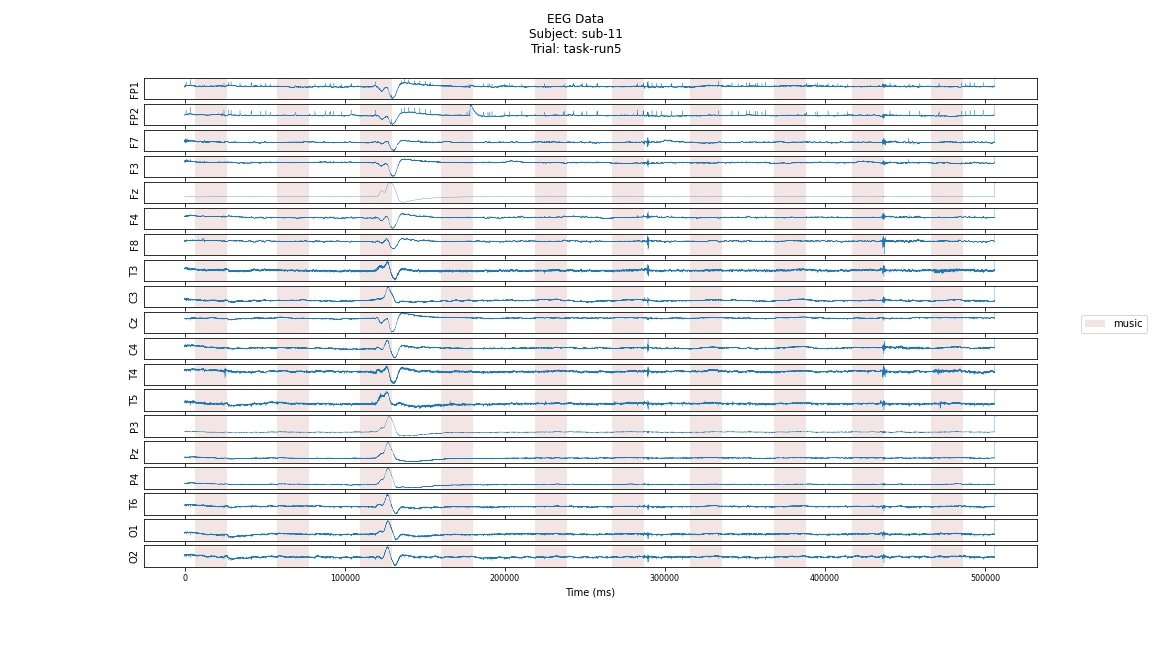 EEG Data
Subject: sub-11
Trial: task-run5
FP1
FP2
F7
F3
Fz
F4
F8
T3
C3
Cz
C4
T4
T5
P3
Pz
P4
T6
O1
O2
music
0 100000 200000 300000 400000 500000
Time (ms)